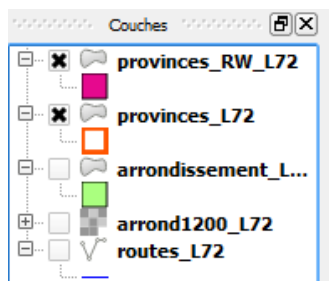 Couches
provinces_RW_L72
provinces_L72
arrondissement_L...
arrond1200_L72
routes_L72